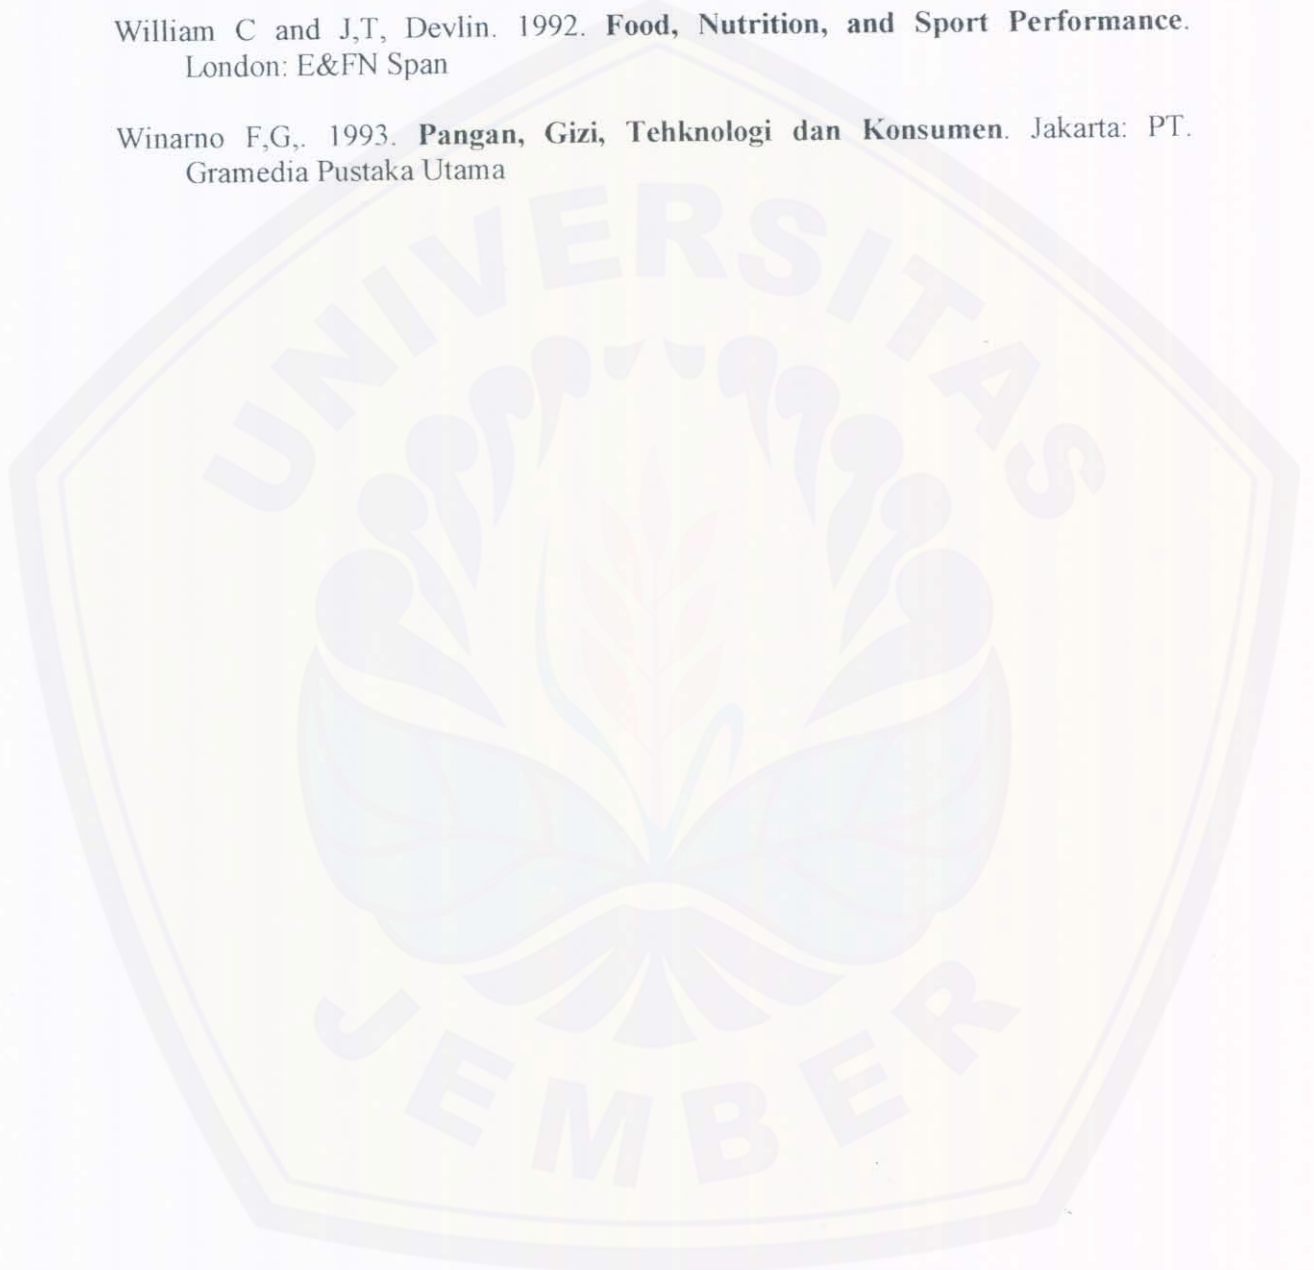 William C and J,T, Devlin. 1992. Food, Nutrition, and Sport Performance.
London: E&FN Span
Winarno F,G,. 1993. Pangan, Gizi, Tehknologi dan Konsumen. Jakarta: PT.
Gramedia Pustaka Utama
UNIVERSITAS
JEMBER